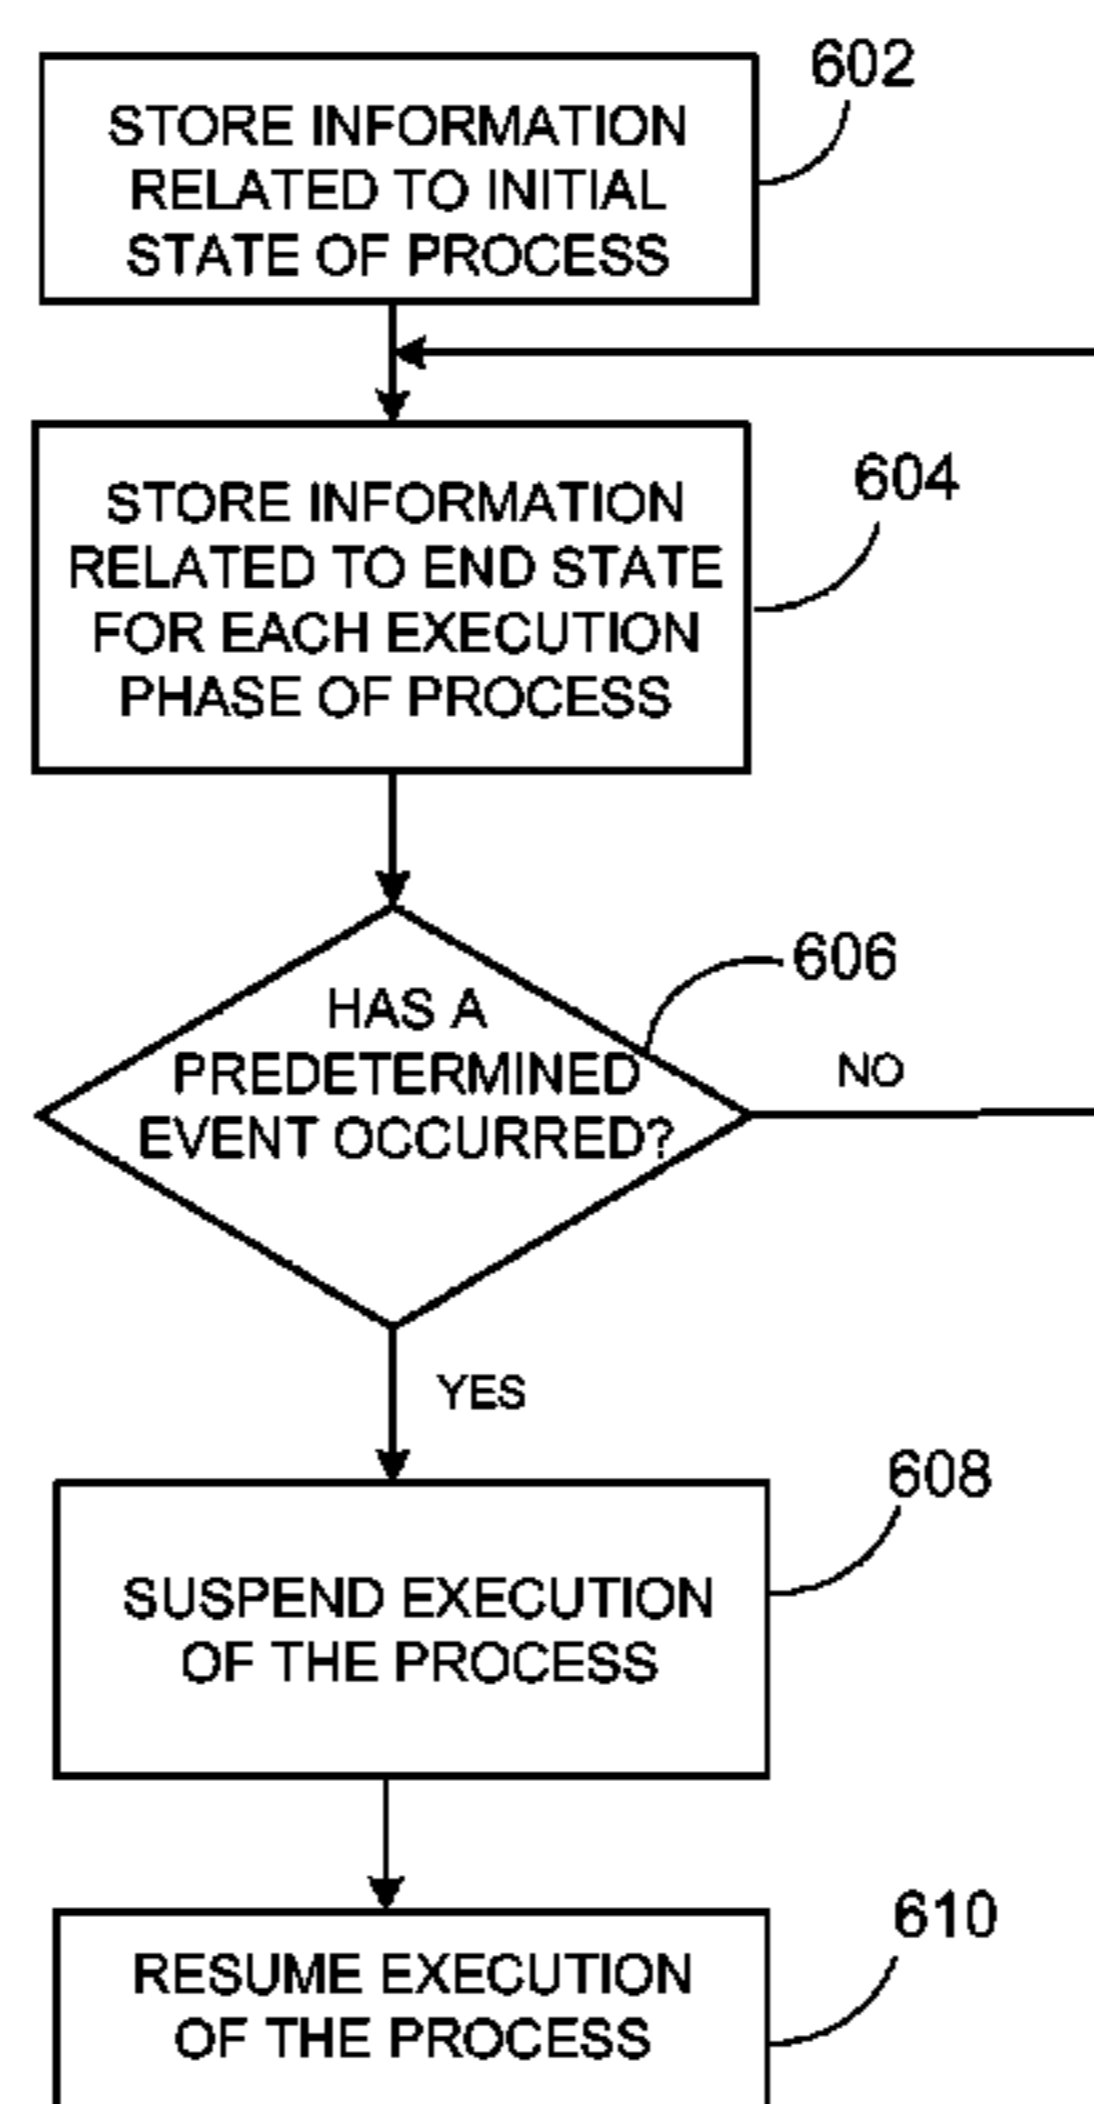 602
STORE INFORMATION
RELATED TO INITIAL
STATE OF PROCESS
604
STORE INFORMATION
RELATED TO END STATE
FOR EACH EXECUTION
PHASE OF PROCESS
606
HAS A
PREDETERMINED
EVENT OCCURRED?
NO
YES
608
SUSPEND EXECUTION
OF THE PROCESS
610
RESUME EXECUTION
OF THE PROCESS